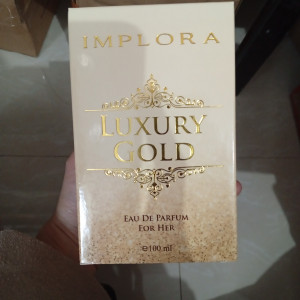 IMPLORA
LUXURY
GOLD
EAU DE PARFUM
FOR HER
℮100 ml